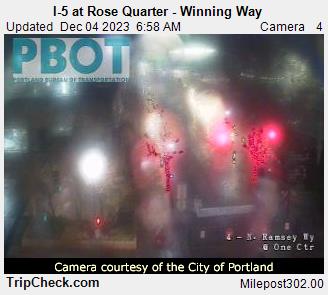 I-5 at Rose Quarter - Winning Way
Updated Dec 04 2023 6:58 AM Camera 4
PBOT
PORTLAND BUREAU OF TRANSPORTATION
4 - N. Ramsey Wy
@ One Ctr
Camera courtesy of the City of Portland
TripCheck.com Milepost302.00